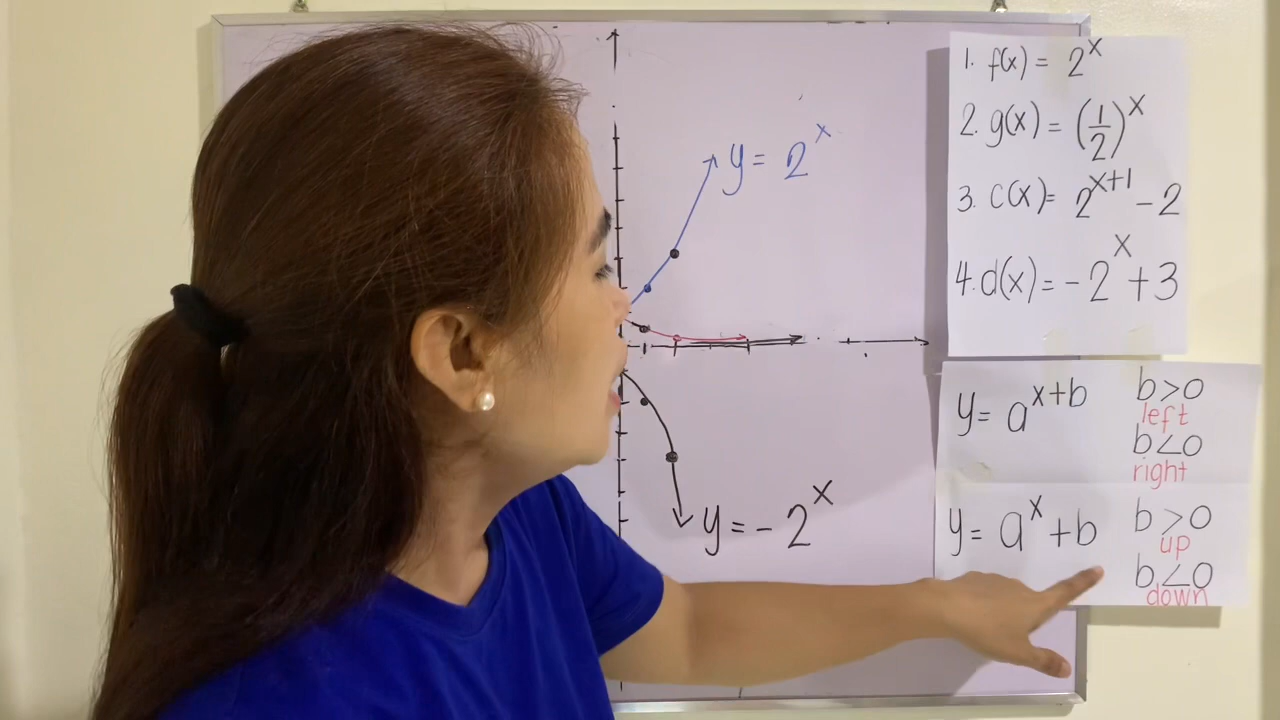 y = 2^x
y = -2^x
1. f(x) = 2^x
2. g(x) = (1/2)^x
3. c(x) = 2^x+1 - 2
4. d(x) = -2^x + 3
y = a^x+b
b>0
left
b<0
right
y = a^x + b
b>0
up
b<0
down